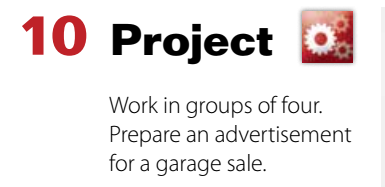 10 Project
Work in groups of four.
Prepare an advertisement
for a garage sale.